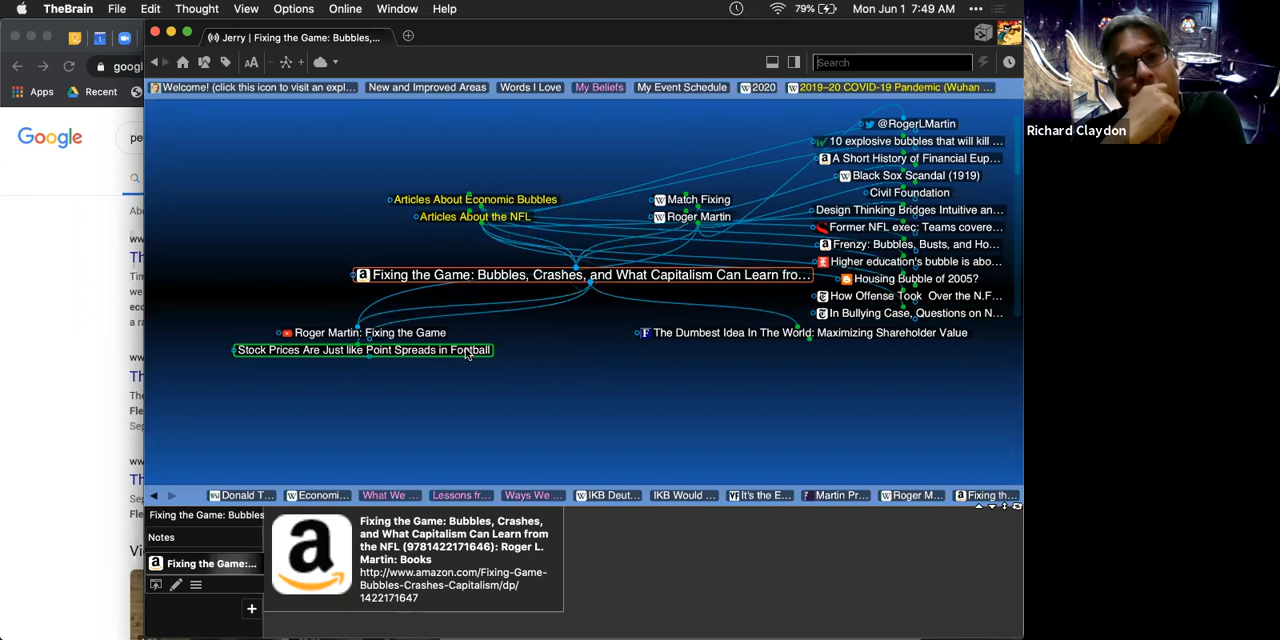 TheBrain File Edit Thought View Options Online Window Help
79% Mon Jun 1 7:49 AM
Jerry | Fixing the Game: Bubbles,...
googl
Apps Recent
Search
Welcome! (click this icon to visit an expl... New and Improved Areas Words I Love My Beliefs My Event Schedule 2020 2019–20 COVID-19 Pandemic (Wuhan ...
Google
pe
@RogerLMartin
10 explosive bubbles that will kill ...
A Short History of Financial Eup...
Black Sox Scandal (1919)
Civil Foundation
Design Thinking Bridges Intuitive an...
Former NFL exec: Teams covere...
Frenzy: Bubbles, Busts, and Ho...
Higher education's bubble is abo...
Housing Bubble of 2005?
How Offense Took Over the N.F...
In Bullying Case, Questions on N...
Articles About Economic Bubbles
Articles About the NFL
Match Fixing
Roger Martin
Fixing the Game: Bubbles, Crashes, and What Capitalism Can Learn fro...
Roger Martin: Fixing the Game
The Dumbest Idea In The World: Maximizing Shareholder Value
Stock Prices Are Just like Point Spreads in Football
Richard Claydon
Donald T... Economi... What We ... Lessons fr... Ways We ... IKB Deut... IKB Would ... It's the E... Martin Pr... Roger M... Fixing th...
Fixing the Game: Bubbles
Notes
Fixing the Game:...
Fixing the Game: Bubbles, Crashes,
and What Capitalism Can Learn from
the NFL (9781422171646): Roger L.
Martin: Books
http://www.amazon.com/Fixing-Game-
Bubbles-Crashes-Capitalism/dp/
1422171647